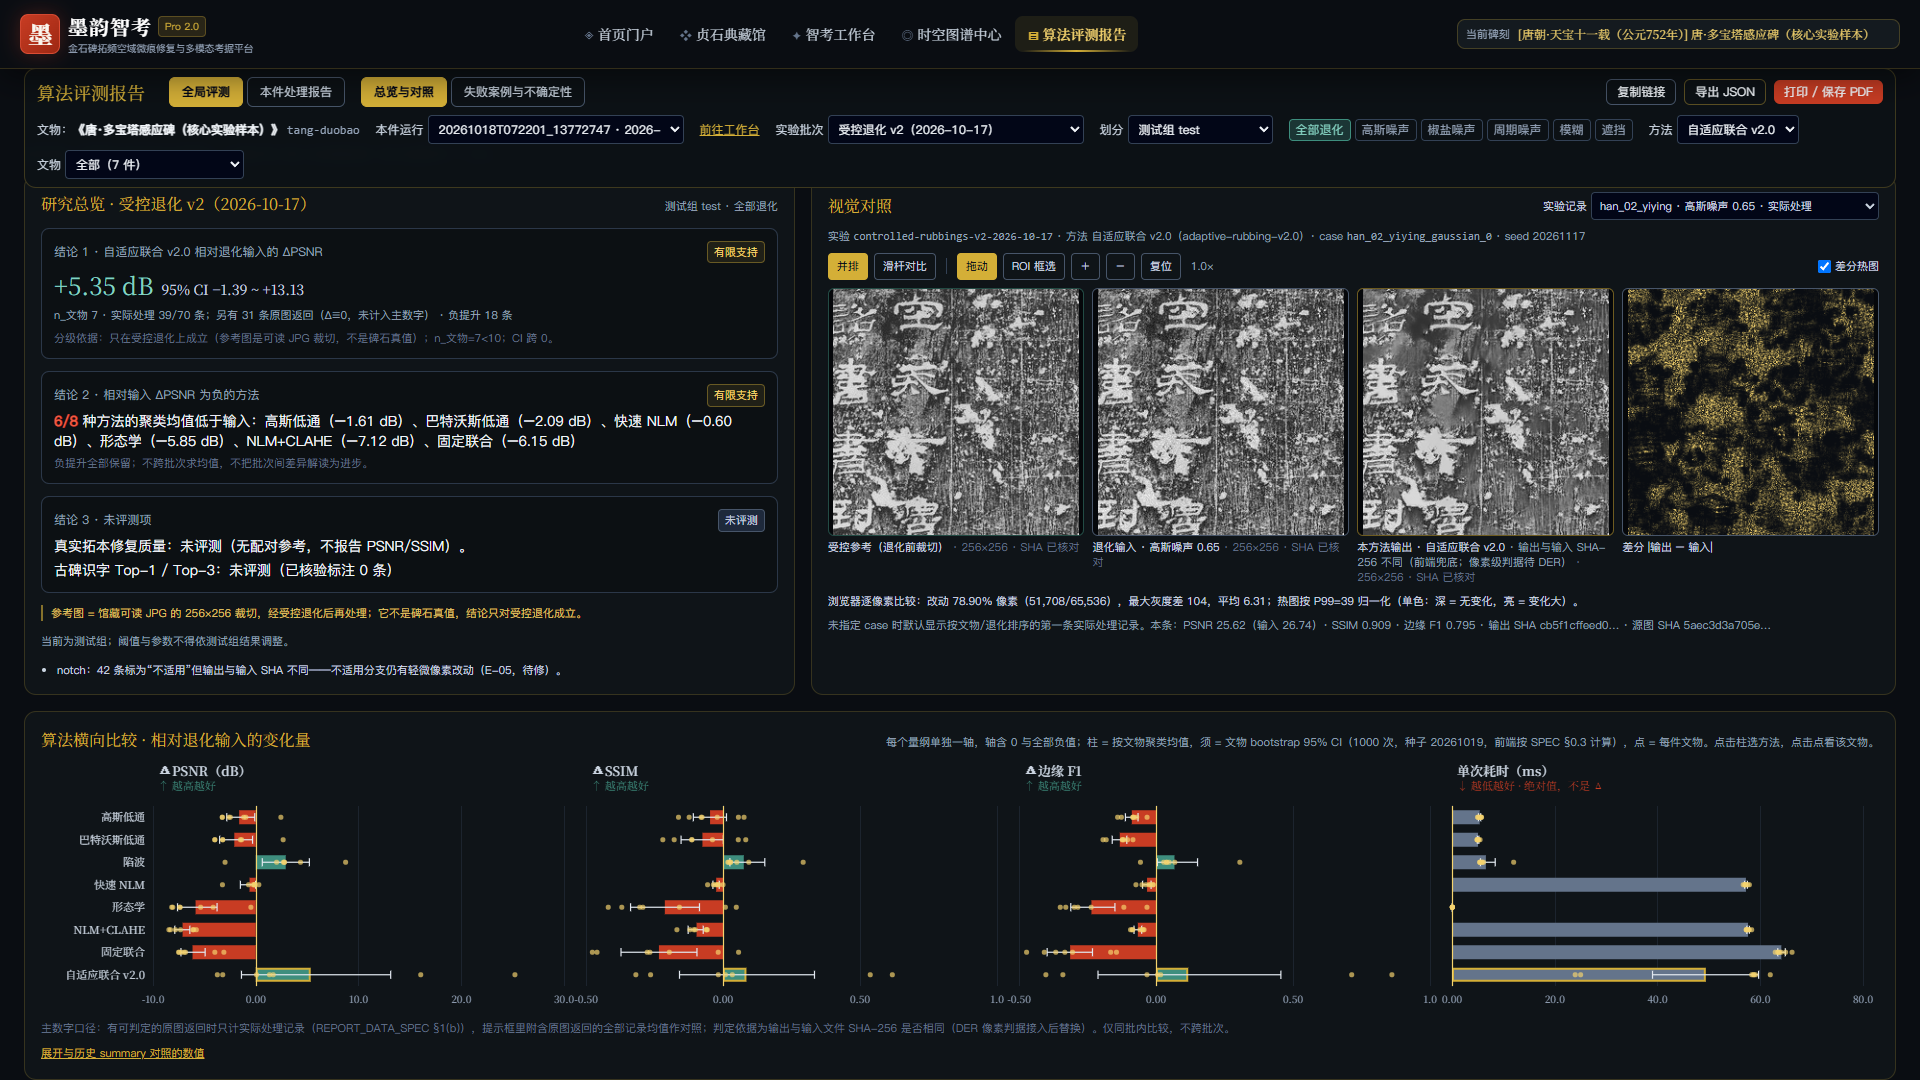 墨
墨韵智考 Pro 2.0
金石碑拓频空域微痕修复与多模态考据平台
首页门户
贞石典藏馆
智考工作台
时空图谱中心
算法评测报告
当前碑刻 [唐朝·天宝十一载（公元752年）] 唐·多宝塔感应碑（核心实验样本）
算法评测报告 全局评测 本件处理报告 总览与对照 失败案例与不确定性 复制链接 导出 JSON 打印 / 保存 PDF
文物： 《唐·多宝塔感应碑（核心实验样本）》 tang-duobao 本件运行 20261018T072201_13772747 · 2026- 前往工作台 实验批次 受控退化 v2（2026-10-17） 划分 测试组 test 全部退化 高斯噪声 椒盐噪声 周期噪声 模糊 遮挡 方法 自适应联合 v2.0
文物 全部（7 件）
研究总览 · 受控退化 v2（2026-10-17） 测试组 test · 全部退化
结论 1 · 自适应联合 v2.0 相对退化输入的 ΔPSNR 有限支持
+5.35 dB 95% CI −1.39 ~ +13.13
n_文物 7 · 实际处理 39/70 条；另有 31 条原图返回（Δ≡0，未计入主数字） · 负提升 18 条
分级依据：只在受控退化上成立（参考图是可读 JPG 裁切，不是碑石真值）；n_文物=7<10；CI 跨 0。
结论 2 · 相对输入 ΔPSNR 为负的方法 有限支持
6/8 种方法的聚类均值低于输入：高斯低通（−1.61 dB）、巴特沃斯低通（−2.09 dB）、快速 NLM（−0.60
dB）、形态学（−5.85 dB）、NLM+CLAHE（−7.12 dB）、固定联合（−6.15 dB）
负提升全部保留；不跨批次求均值，不把批次间差异解读为进步。
结论 3 · 未评测项 未评测
真实拓本修复质量：未评测（无配对参考，不报告 PSNR/SSIM）。
古碑识字 Top-1 / Top-3：未评测（已核验标注 0 条）
参考图 = 馆藏可读 JPG 的 256×256 裁切，经受控退化后再处理；它不是碑石真值，结论只对受控退化成立。
当前为测试组；阈值与参数不得依测试组结果调整。
• notch：42 条标为“不适用”但输出与输入 SHA 不同——不适用分支仍有轻微像素改动（E-05，待修）。
视觉对照 实验记录 han_02_yiying · 高斯噪声 0.65 · 实际处理
实验 controlled-rubbings-v2-2026-10-17 · 方法 自适应联合 v2.0（adaptive-rubbing-v2.0） · case han_02_yiying_gaussian_0 · seed 20261117
并排 滑杆对比 拖动 ROI 框选 + − 复位 1.0× 差分热图
受控参考（退化前裁切） · 256×256 · SHA 已核对
退化输入 · 高斯噪声 0.65 · 256×256 · SHA 已核
对
本方法输出 · 自适应联合 v2.0 · 输出与输入 SHA-
256 不同（前端兜底；像素级判据待 DER） ·
256×256 · SHA 已核对
差分 |输出 − 输入|
浏览器逐像素比较：改动 78.90% 像素（51,708/65,536），最大灰度差 104，平均 6.31；热图按 P99=39 归一化（单色：深 = 无变化，亮 = 变化大）。
未指定 case 时默认显示按文物/退化排序的第一条实际处理记录。本条：PSNR 25.62（输入 26.74） · SSIM 0.909 · 边缘 F1 0.795 · 输出 SHA cb5f1cffeed0… · 源图 SHA 5aec3d3a705e…
算法横向比较 · 相对退化输入的变化量 每个量纲单独一轴，轴含 0 与全部负值；柱 = 按文物聚类均值，须 = 文物 bootstrap 95% CI（1000 次，种子 20261019，前端按 SPEC §0.3 计算），点 = 每件文物。点击柱选方法，点击点看该文物。
ΔPSNR（dB） ΔSSIM Δ边缘 F1 单次耗时（ms）
↑ 越高越好 ↑ 越高越好 ↑ 越高越好 ↓ 越低越好 · 绝对值，不是 Δ
高斯低通
巴特沃斯低通
陷波
快速 NLM
形态学
NLM+CLAHE
固定联合
自适应联合 v2.0
-10.0 0.00 10.0 20.0 30.0 -0.50 0.00 0.50 1.0 -0.50 0.00 0.50 1.0 0.00 20.0 40.0 60.0 80.0
主数字口径：有可判定的原图返回时只计实际处理记录（REPORT_DATA_SPEC §1(b)），提示框里附含原图返回的全部记录均值作对照；判定依据为输出与输入文件 SHA-256 是否相同（DER 像素判据接入后替换）。仅同批内比较，不跨批次。
展开与历史 summary 对照的数值